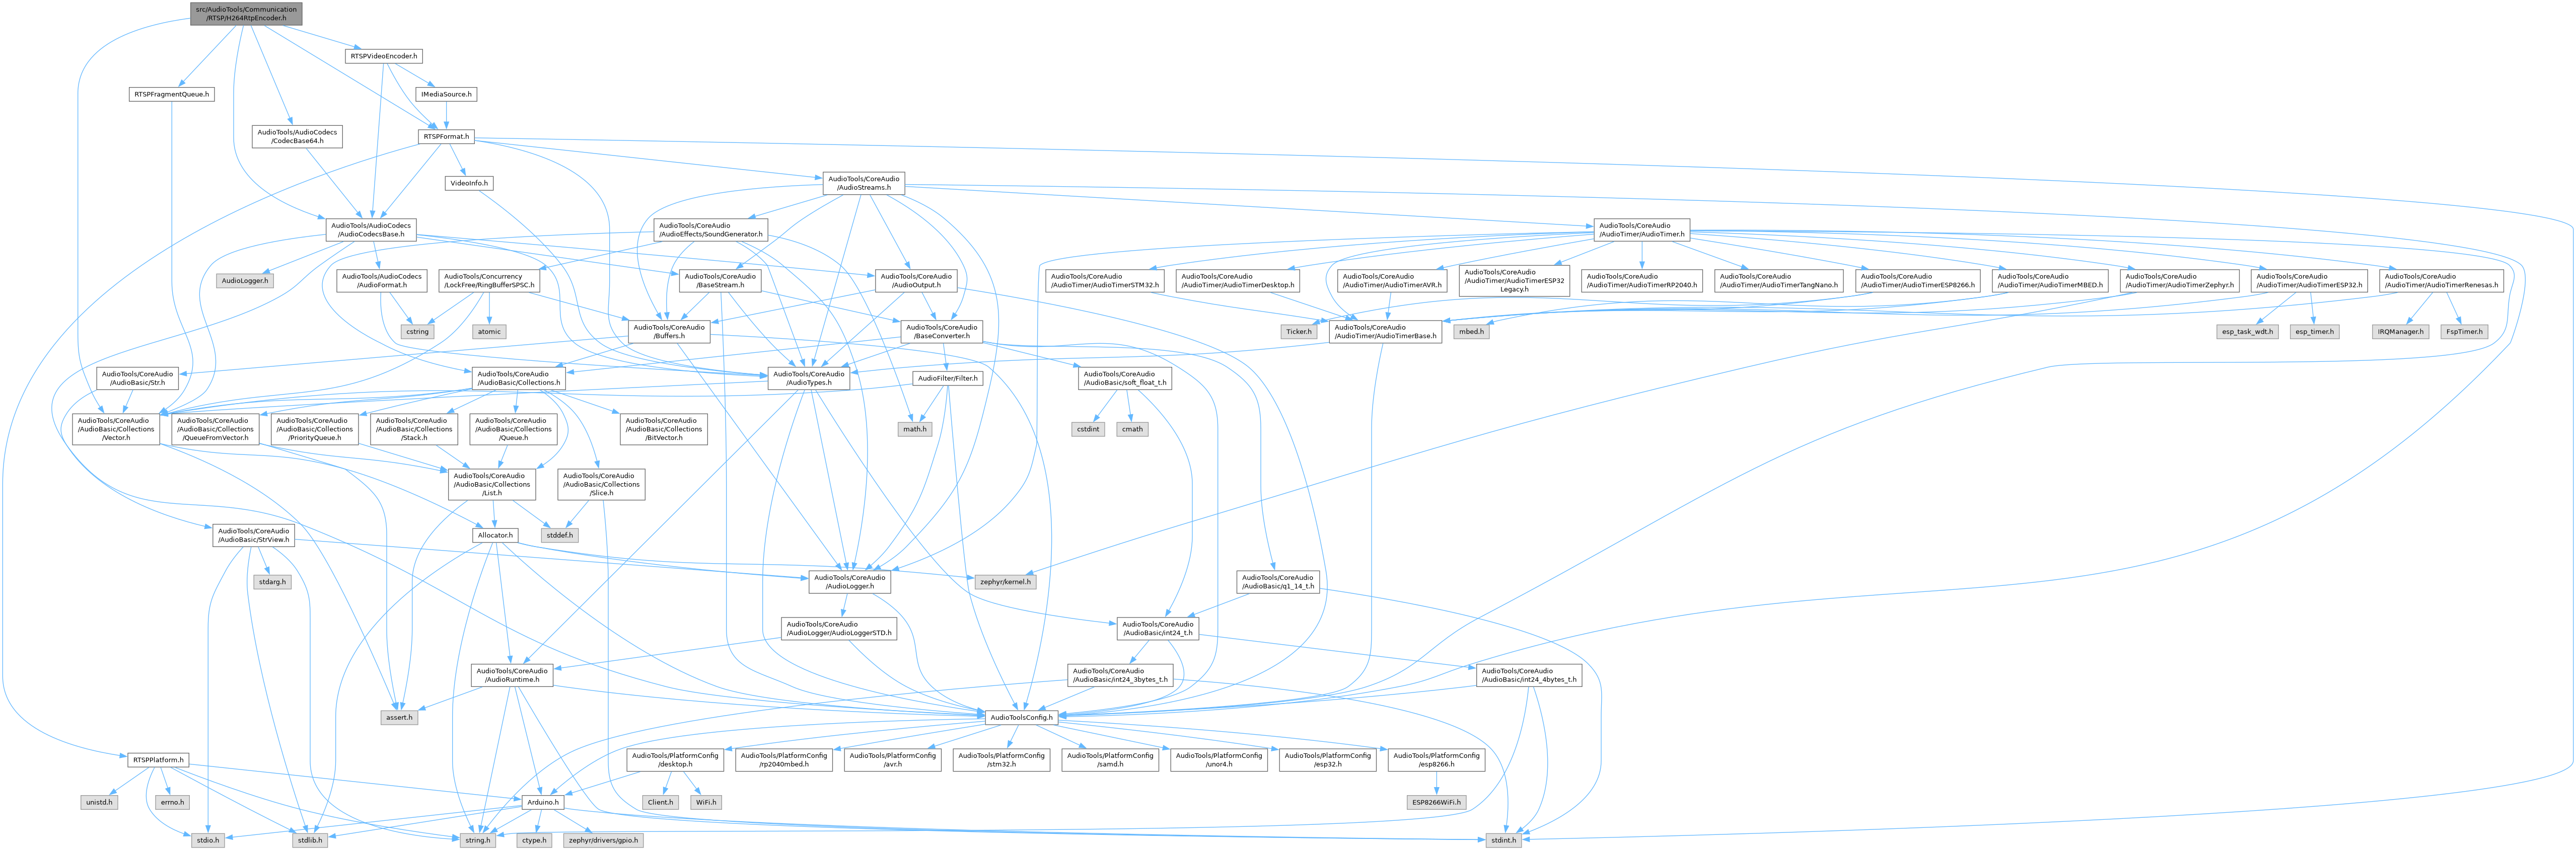 src/AudioTools/Communication
/RTSP/H264RtpEncoder.h
RTSPVideoEncoder.h
RTSPFragmentQueue.h
IMediaSource.h
AudioTools/AudioCodecs
/CodecBase64.h
RTSPFormat.h
VideoInfo.h
AudioTools/CoreAudio
/AudioStreams.h
AudioTools/AudioCodecs
/AudioCodecsBase.h
AudioTools/CoreAudio
/AudioEffects/SoundGenerator.h
AudioTools/CoreAudio
/AudioTimer/AudioTimer.h
AudioLogger.h
AudioTools/AudioCodecs
/AudioFormat.h
AudioTools/Concurrency
/LockFree/RingBufferSPSC.h
AudioTools/CoreAudio
/BaseStream.h
AudioTools/CoreAudio
/AudioOutput.h
AudioTools/CoreAudio
/AudioTimer/AudioTimerSTM32.h
AudioTools/CoreAudio
/AudioTimer/AudioTimerDesktop.h
AudioTools/CoreAudio
/AudioTimer/AudioTimerAVR.h
AudioTools/CoreAudio
/AudioTimer/AudioTimerESP32
Legacy.h
AudioTools/CoreAudio
/AudioTimer/AudioTimerRP2040.h
AudioTools/CoreAudio
/AudioTimer/AudioTimerTangNano.h
AudioTools/CoreAudio
/AudioTimer/AudioTimerESP8266.h
AudioTools/CoreAudio
/AudioTimer/AudioTimerMBED.h
AudioTools/CoreAudio
/AudioTimer/AudioTimerZephyr.h
AudioTools/CoreAudio
/AudioTimer/AudioTimerESP32.h
AudioTools/CoreAudio
/AudioTimer/AudioTimerRenesas.h
cstring
atomic
AudioTools/CoreAudio
/Buffers.h
AudioTools/CoreAudio
/BaseConverter.h
Ticker.h
AudioTools/CoreAudio
/AudioTimer/AudioTimerBase.h
mbed.h
esp_task_wdt.h
esp_timer.h
IRQManager.h
FspTimer.h
AudioTools/CoreAudio
/AudioBasic/Str.h
AudioTools/CoreAudio
/AudioBasic/Collections.h
AudioTools/CoreAudio
/AudioTypes.h
AudioFilter/Filter.h
AudioTools/CoreAudio
/AudioBasic/soft_float_t.h
AudioTools/CoreAudio
/AudioBasic/Collections
/Vector.h
AudioTools/CoreAudio
/AudioBasic/Collections
/QueueFromVector.h
AudioTools/CoreAudio
/AudioBasic/Collections
/PriorityQueue.h
AudioTools/CoreAudio
/AudioBasic/Collections
/Stack.h
AudioTools/CoreAudio
/AudioBasic/Collections
/Queue.h
AudioTools/CoreAudio
/AudioBasic/Collections
/BitVector.h
math.h
cstdint
cmath
AudioTools/CoreAudio
/AudioBasic/Collections
/List.h
AudioTools/CoreAudio
/AudioBasic/Collections
/Slice.h
AudioTools/CoreAudio
/AudioBasic/StrView.h
Allocator.h
stddef.h
stdarg.h
AudioTools/CoreAudio
/AudioLogger.h
zephyr/kernel.h
AudioTools/CoreAudio
/AudioBasic/q1_14_t.h
AudioTools/CoreAudio
/AudioLogger/AudioLoggerSTD.h
AudioTools/CoreAudio
/AudioBasic/int24_t.h
AudioTools/CoreAudio
/AudioRuntime.h
AudioTools/CoreAudio
/AudioBasic/int24_3bytes_t.h
AudioTools/CoreAudio
/AudioBasic/int24_4bytes_t.h
assert.h
AudioToolsConfig.h
RTSPPlatform.h
AudioTools/PlatformConfig
/desktop.h
AudioTools/PlatformConfig
/rp2040mbed.h
AudioTools/PlatformConfig
/avr.h
AudioTools/PlatformConfig
/stm32.h
AudioTools/PlatformConfig
/samd.h
AudioTools/PlatformConfig
/unor4.h
AudioTools/PlatformConfig
/esp32.h
AudioTools/PlatformConfig
/esp8266.h
unistd.h
errno.h
Arduino.h
Client.h
WiFi.h
ESP8266WiFi.h
stdio.h
stdlib.h
string.h
ctype.h
zephyr/drivers/gpio.h
stdint.h